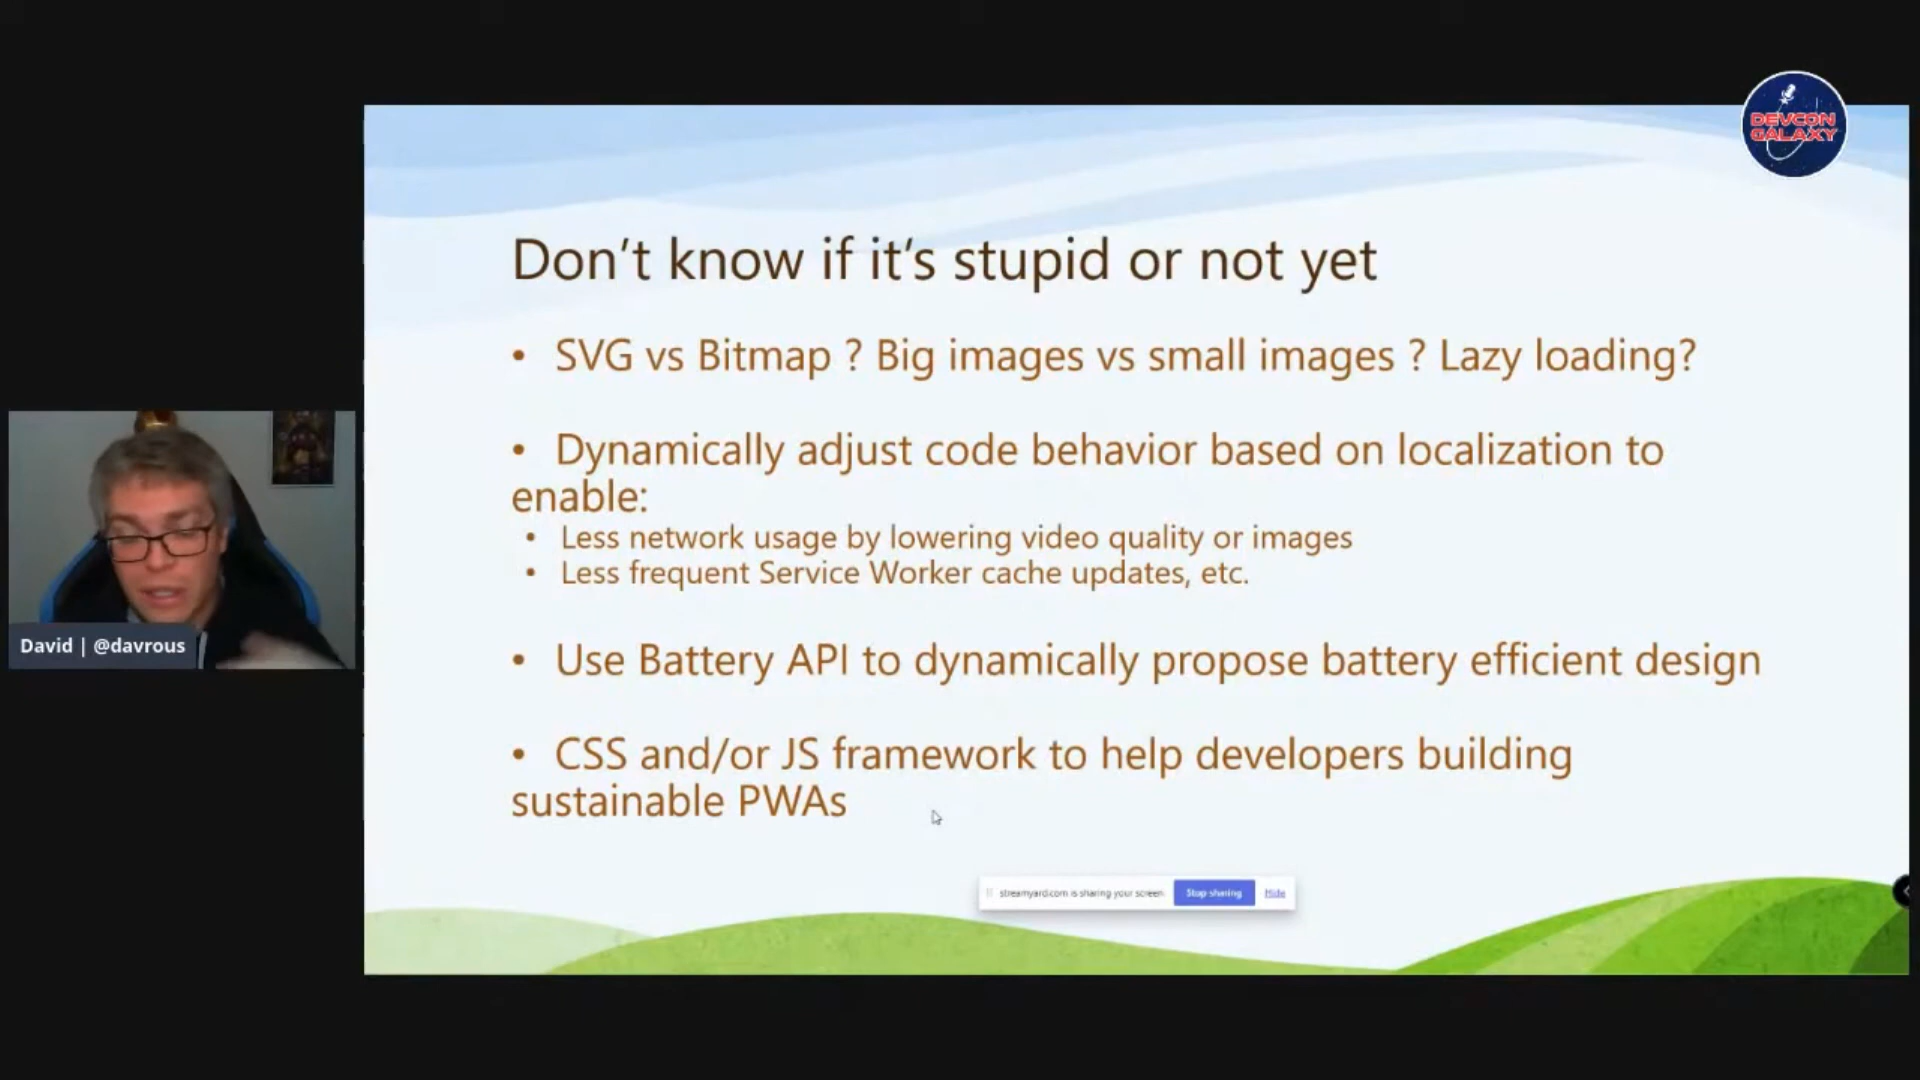 DEVCON
GALAXY
Don't know if it's stupid or not yet
• SVG vs Bitmap ? Big images vs small images ? Lazy loading?
• Dynamically adjust code behavior based on localization to
enable:
• Less network usage by lowering video quality or images
• Less frequent Service Worker cache updates, etc.
• Use Battery API to dynamically propose battery efficient design
• CSS and/or JS framework to help developers building
sustainable PWAs
David | @davrous
streamyard.com is sharing your screen. Stop sharing Hide